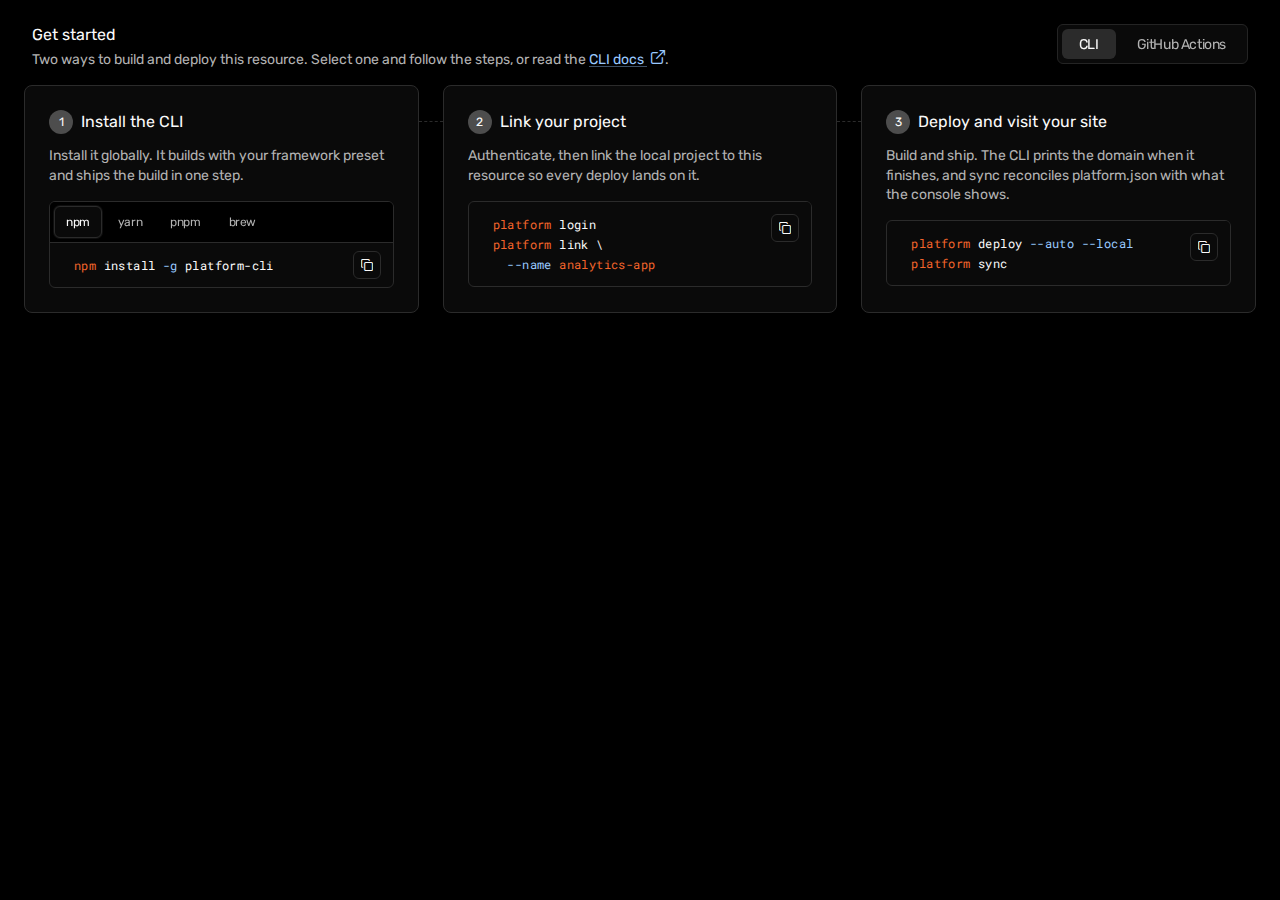 Get started
Two ways to build and deploy this resource. Select one and follow the steps, or read the CLI docs.
CLI GitHub Actions
1 Install the CLI
Install it globally. It builds with your framework preset
and ships the build in one step.
npm yarn pnpm brew
npm install -g platform-cli
2 Link your project
Authenticate, then link the local project to this
resource so every deploy lands on it.
platform login
platform link \
--name analytics-app
3 Deploy and visit your site
Build and ship. The CLI prints the domain when it
finishes, and sync reconciles platform.json with what
the console shows.
platform deploy --auto --local
platform sync